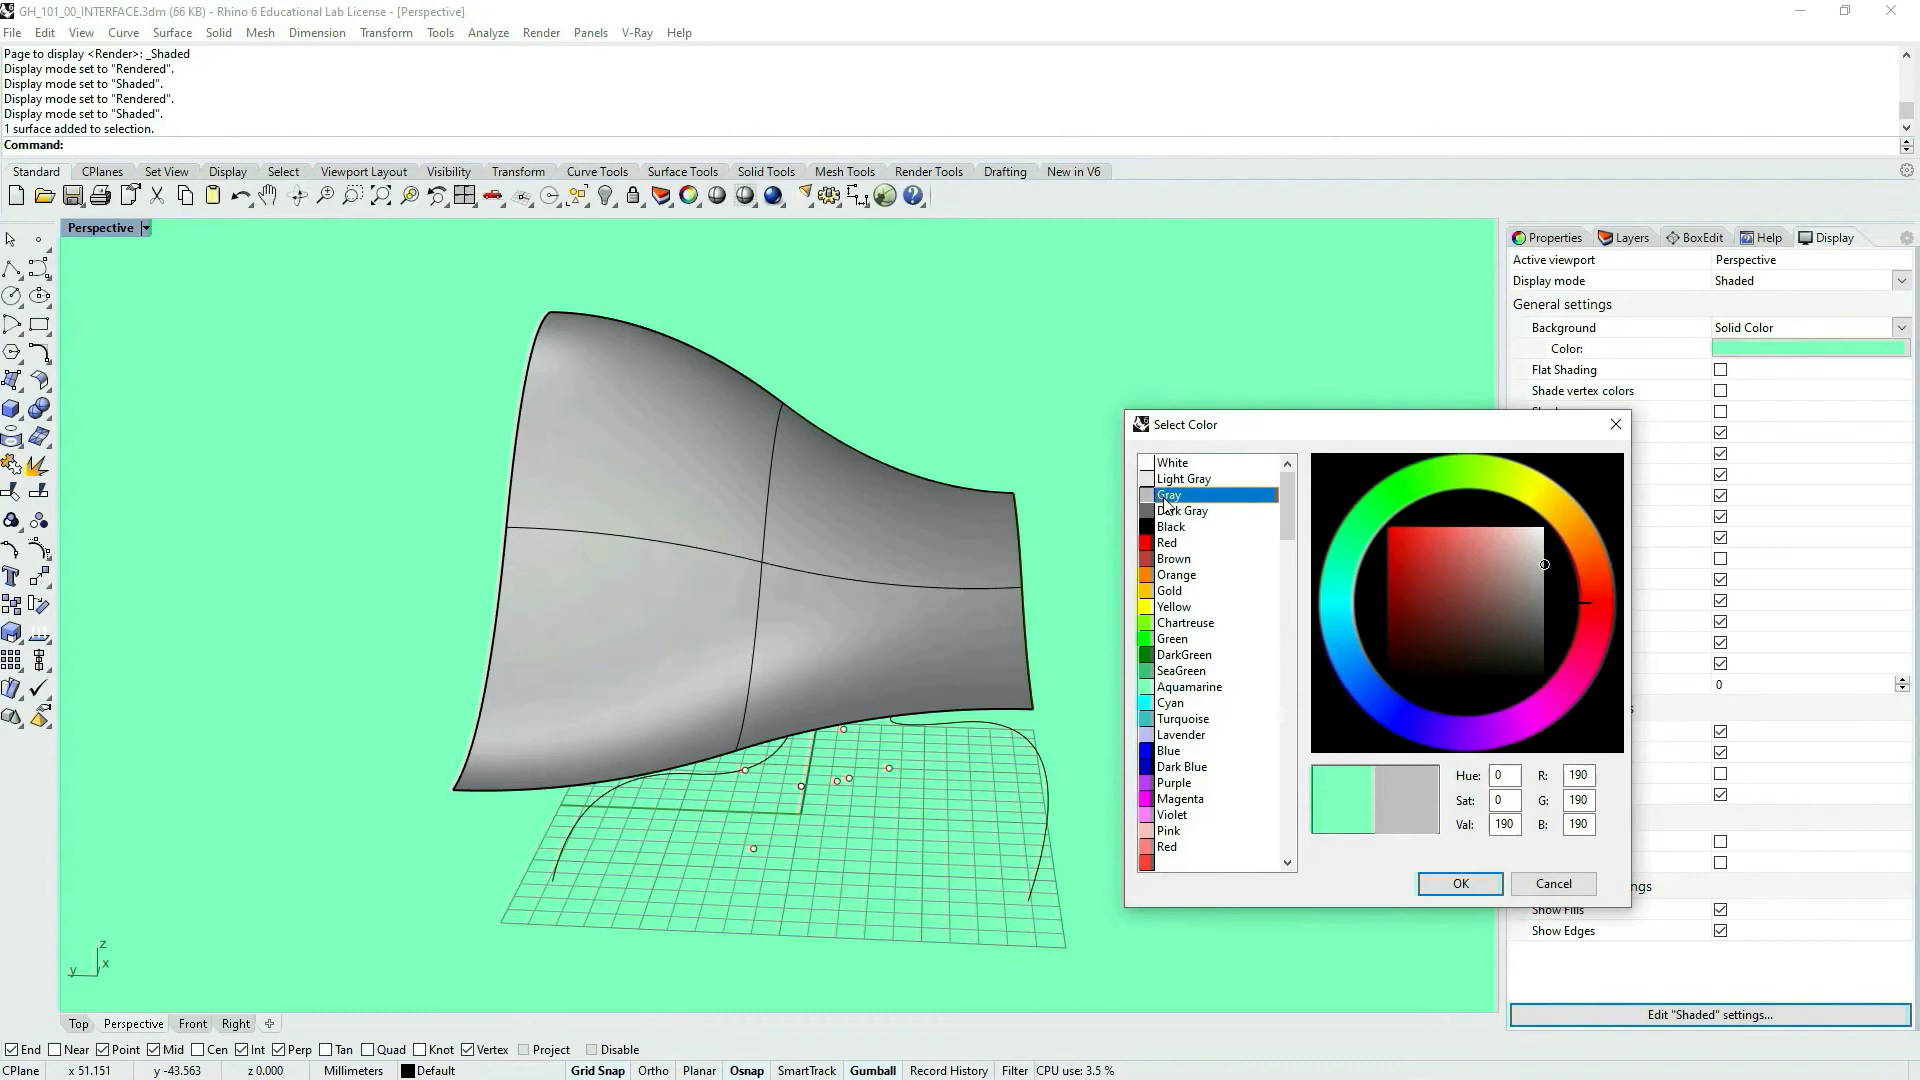 GH_101_00_INTERFACE.3dm (66 KB) - Rhino 6 Educational Lab License - [Perspective]
File Edit View Curve Surface Solid Mesh Dimension Transform Tools Analyze Render Panels V-Ray Help
Page to display <Render>: _Shaded
Display mode set to "Rendered".
Display mode set to "Shaded".
Display mode set to "Rendered".
Display mode set to "Shaded".
1 surface added to selection.
Command:
Standard CPlanes Set View Display Select Viewport Layout Visibility Transform Curve Tools Surface Tools Solid Tools Mesh Tools Render Tools Drafting New in V6
Perspective
Properties Layers BoxEdit Help Display
Active viewport Perspective
Display mode Shaded
General settings
Background Solid Color
Color:
Flat Shading
Shade vertex colors
0
Show Fills
Show Edges
Edit "Shaded" settings...
Select Color
White
Light Gray
Gray
Dark Gray
Black
Red
Brown
Orange
Gold
Yellow
Chartreuse
Green
DarkGreen
SeaGreen
Aquamarine
Cyan
Turquoise
Lavender
Blue
Dark Blue
Purple
Magenta
Violet
Pink
Red
Hue: 0 R: 190
Sat: 0 G: 190
Val: 190 B: 190
OK Cancel
z
y x
Top Perspective Front Right
End Near Point Mid Cen Int Perp Tan Quad Knot Vertex Project Disable
CPlane x 51.151 y -43.563 z 0.000 Millimeters Default Grid Snap Ortho Planar Osnap SmartTrack Gumball Record History Filter CPU use: 3.5 %